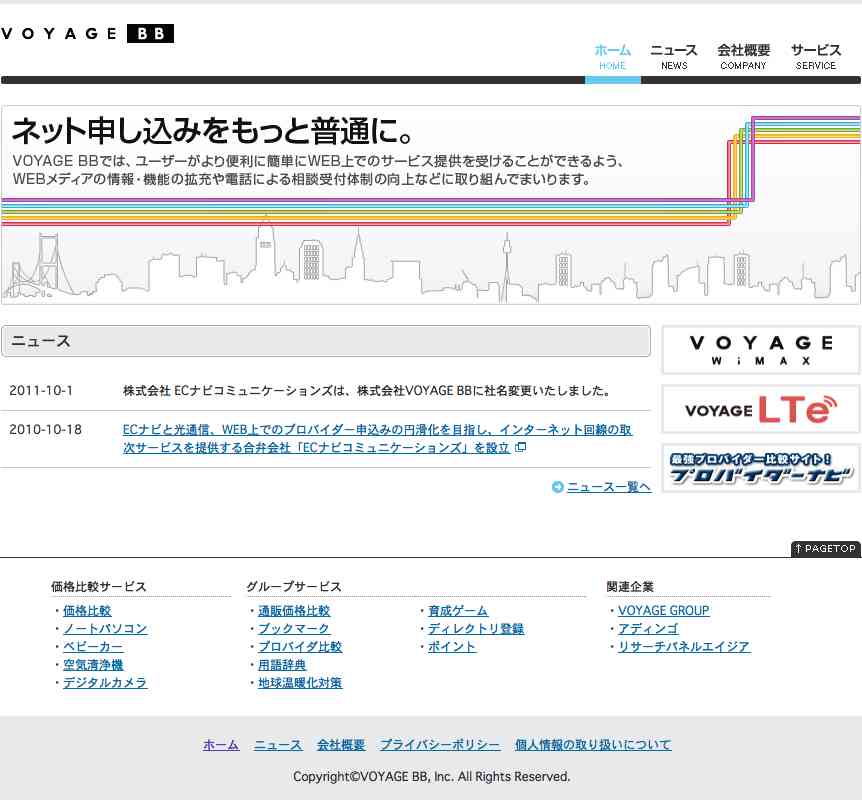 VOYAGE BB
ホーム
HOME
ニュース
NEWS
会社概要
COMPANY
サービス
SERVICE
ネット申し込みをもっと普通に。
VOYAGE BBでは、ユーザーがより便利に簡単にWEB上でのサービス提供を受けることができるよう、
WEBメディアの情報・機能の拡充や電話による相談受付体制の向上などに取り組んでまいります。
ニュース
2011-10-1 株式会社 ECナビコミュニケーションズは、株式会社VOYAGE BBに社名変更いたしました。
2010-10-18 ECナビと光通信、WEB上でのプロバイダー申込みの円滑化を目指し、インターネット回線の取
次サービスを提供する合弁会社「ECナビコミュニケーションズ」を設立
ニュース一覧へ
VOYAGE
WiMAX
VOYAGE LTe
最強プロバイダー比較サイト!
プロバイダーナビ
↑PAGETOP
価格比較サービス
・価格比較
・ノートパソコン
・ベビーカー
・空気清浄機
・デジタルカメラ
グループサービス
・通販価格比較
・ブックマーク
・プロバイダ比較
・用語辞典
・地球温暖化対策
・育成ゲーム
・ディレクトリ登録
・ポイント
関連企業
・VOYAGE GROUP
・アディンゴ
・リサーチパネルエイジア
ホーム ニュース 会社概要 プライバシーポリシー 個人情報の取り扱いについて
Copyright©VOYAGE BB, Inc. All Rights Reserved.